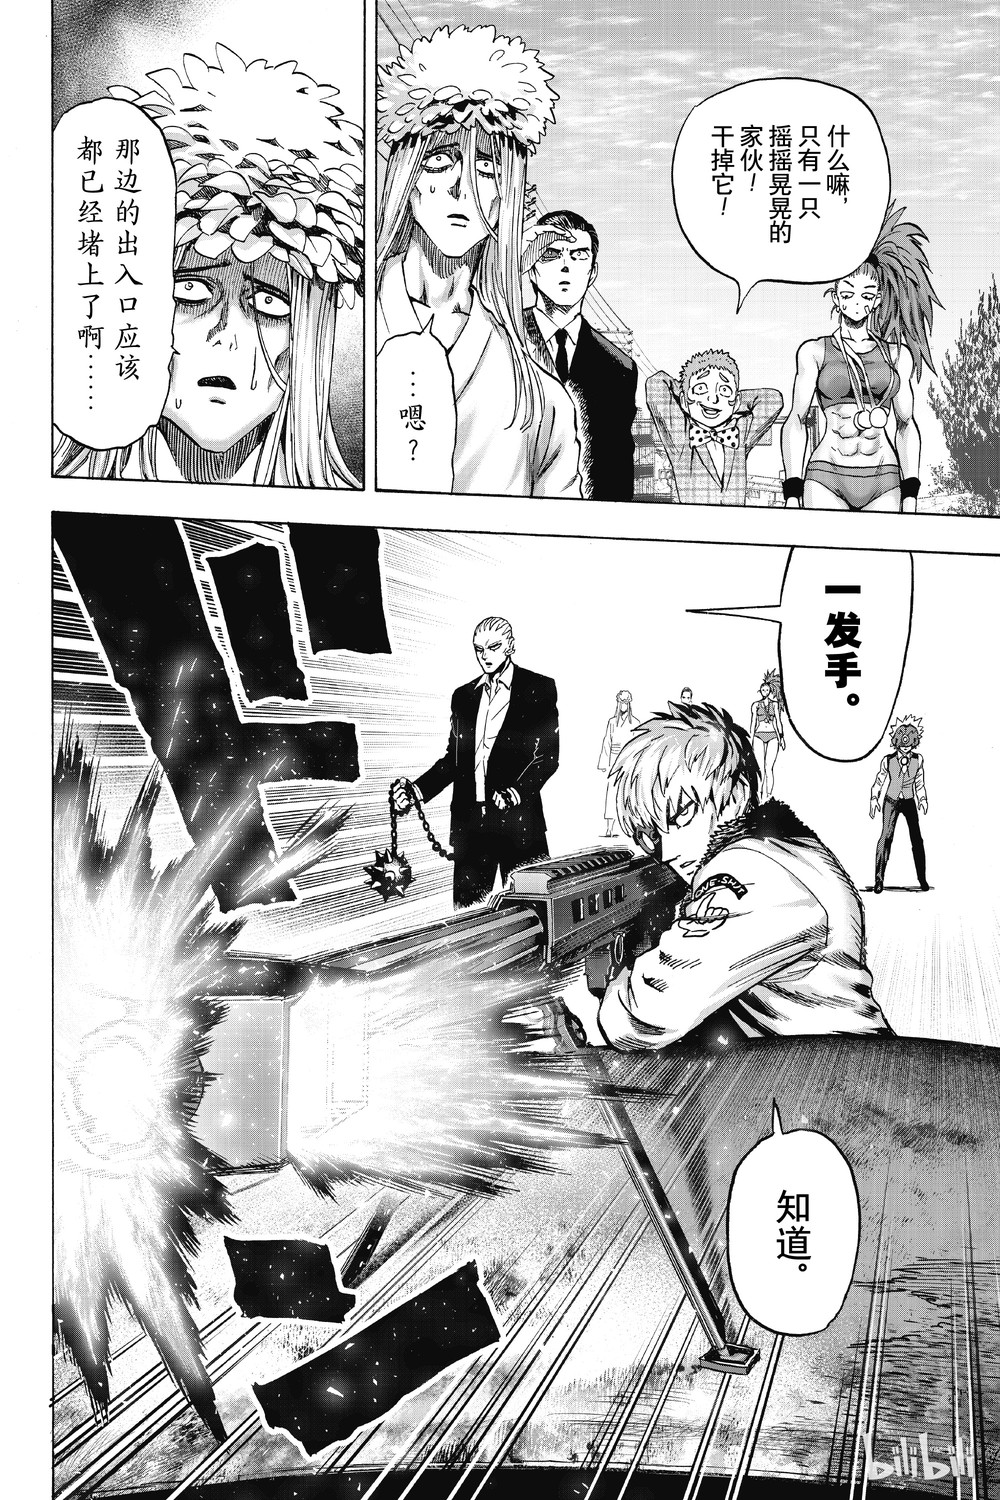 什么嘛，
只有一只
摇摇晃晃的
家伙！
干掉它！
…嗯？
那边的出入口应该
都已经堵上了啊……
一发手。
知道。
ONE-SHOT
bilibili